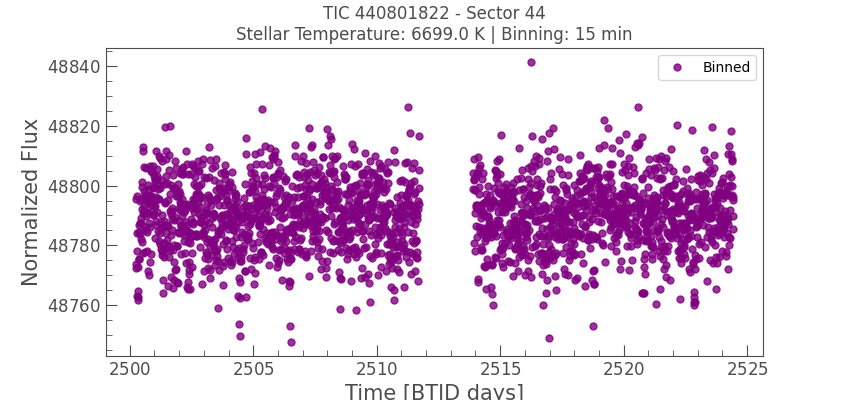 TIC 440801822 - Sector 44
Stellar Temperature: 6699.0 K | Binning: 15 min
Binned
Normalized Flux
48840
48820
48800
48780
48760
2500 2505 2510 2515 2520 2525
Time [BTJD days]